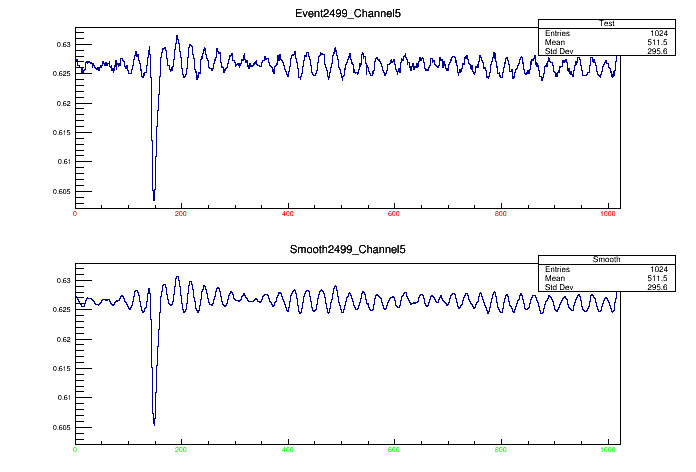 Event2499_Channel5
Test
Entries 1024
Mean 511.5
Std Dev 295.6
0.63
0.625
0.62
0.615
0.61
0.605
0 200 400 600 800 1000
Smooth2499_Channel5
Smooth
Entries 1024
Mean 511.5
Std Dev 295.6
0.63
0.625
0.62
0.615
0.61
0.605
0 200 400 600 800 1000